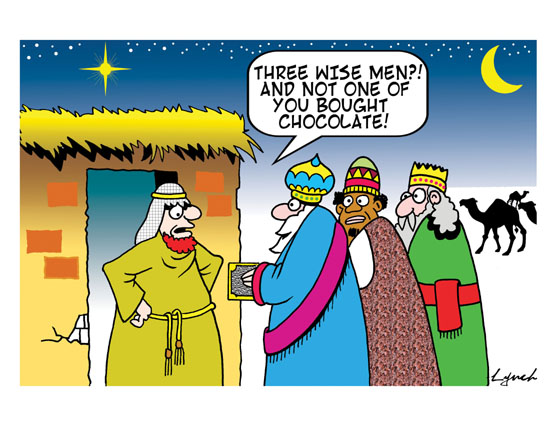 THREE WISE MEN?!
AND NOT ONE OF
YOU BOUGHT
CHOCOLATE!
Lynch